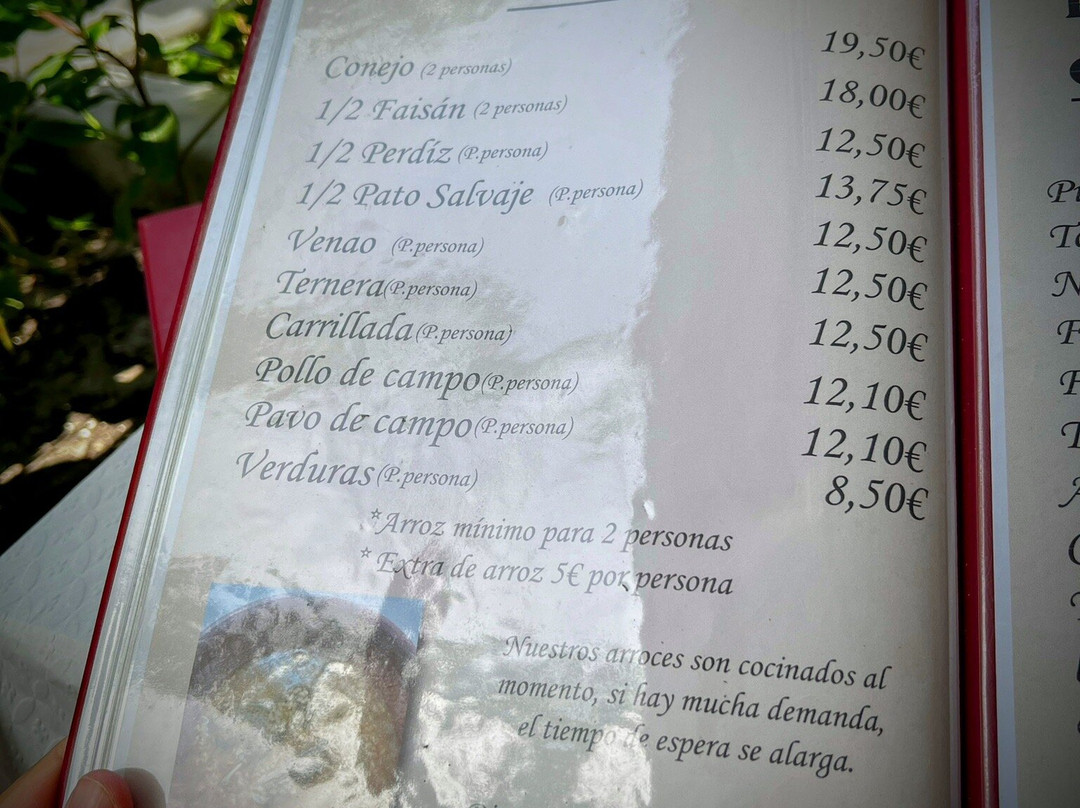 Conejo (2 personas) 19,50€
1/2 Faisán (2 personas) 18,00€
1/2 Perdíz (P.persona) 12,50€
1/2 Pato Salvaje (P.persona) 13,75€
Venao (P.persona) 12,50€
Ternera(P.persona) 12,50€
Carrillada(P.persona) 12,50€
Pollo de campo(P.persona) 12,10€
Pavo de campo(P.persona) 12,10€
Verduras(P.persona) 8,50€
*Arroz mínimo para 2 personas
* Extra de arroz 5€ por persona
Nuestros arroces son cocinados al
momento, si hay mucha demanda,
el tiempo de espera se alarga.